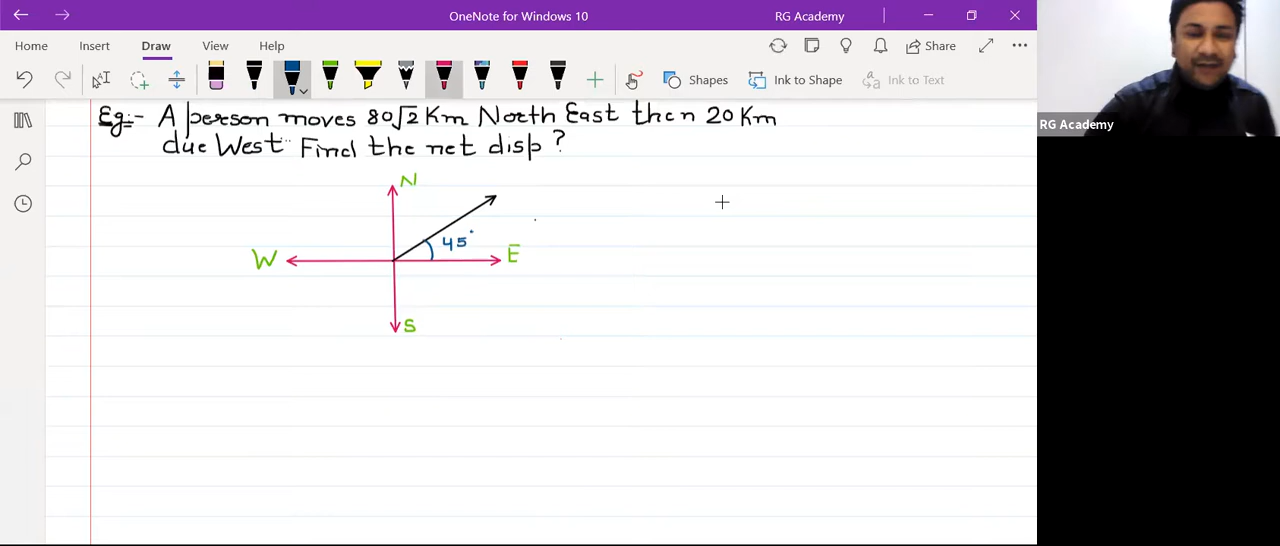 OneNote for Windows 10
RG Academy
Home Insert Draw View Help
Share
Shapes Ink to Shape Ink to Text
Eg:- A person moves 80√2 Km North East then 20 Km
due West. Find the net disp ?
N
45°
W
E
S
RG Academy